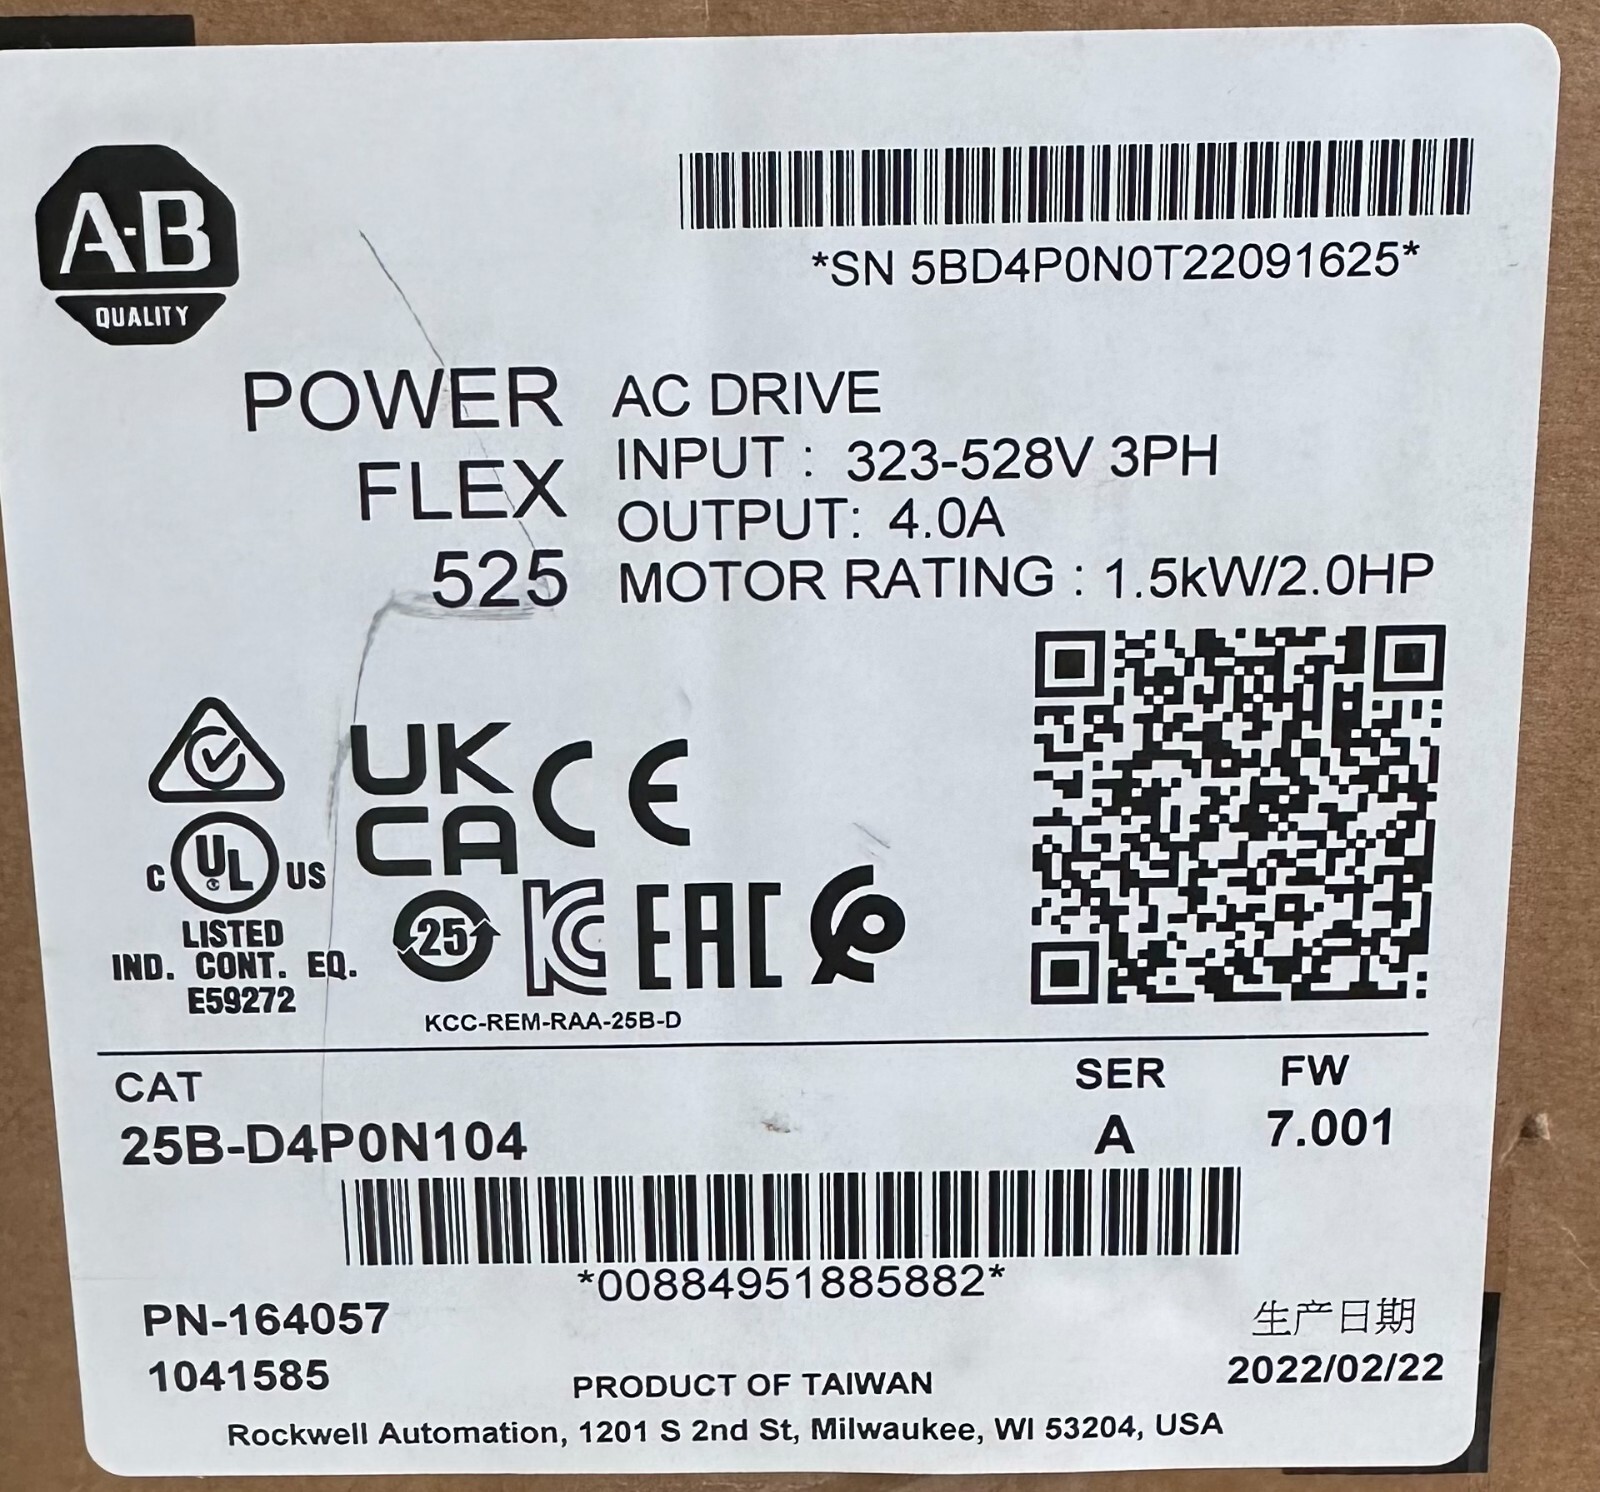 A-B
QUALITY
*SN 5BD4P0N0T22091625*
POWER
FLEX
525
AC DRIVE
INPUT : 323-528V 3PH
OUTPUT: 4.0A
MOTOR RATING : 1.5kW/2.0HP
UK
CA
CE
C UL US
LISTED
IND. CONT. EQ.
E59272
25
KC
EAC
KCC-REM-RAA-25B-D
CAT
25B-D4P0N104
SER
A
FW
7.001
*00884951885882*
PN-164057
1041585
生产日期
2022/02/22
PRODUCT OF TAIWAN
Rockwell Automation, 1201 S 2nd St, Milwaukee, WI 53204, USA